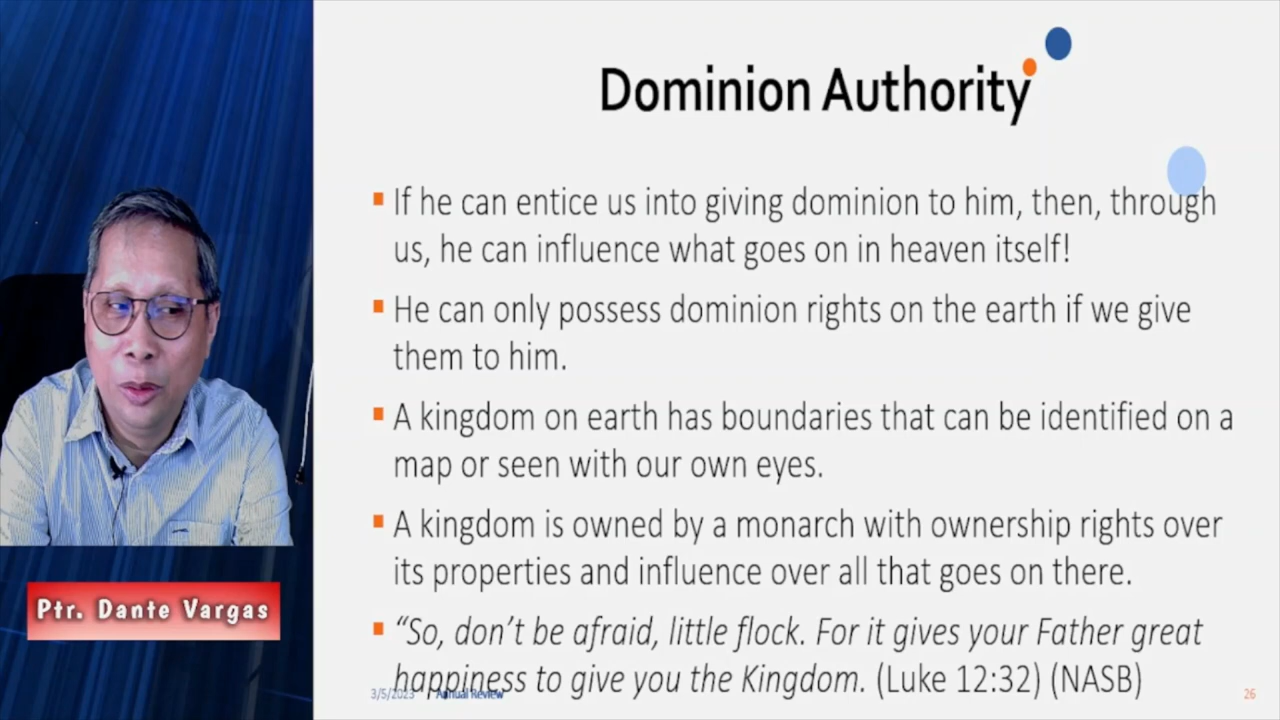 Dominion Authority
▪ If he can entice us into giving dominion to him, then, through
us, he can influence what goes on in heaven itself!
▪ He can only possess dominion rights on the earth if we give
them to him.
▪ A kingdom on earth has boundaries that can be identified on a
map or seen with our own eyes.
▪ A kingdom is owned by a monarch with ownership rights over
its properties and influence over all that goes on there.
▪ “So, don’t be afraid, little flock. For it gives your Father great
happiness to give you the Kingdom. (Luke 12:32) (NASB)
3/5/2023 Annual Review 26
Ptr. Dante Vargas